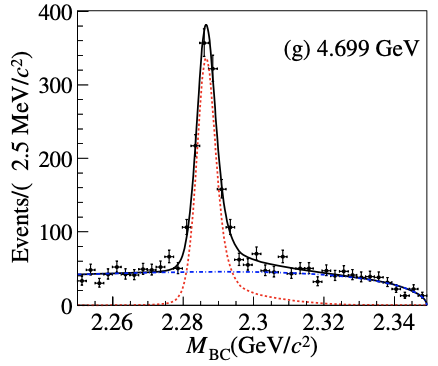 400
300
200
100
0
Events/( 2.5 MeV/c²)
(g) 4.699 GeV
2.26 2.28 2.3 2.32 2.34
M_BC(GeV/c²)